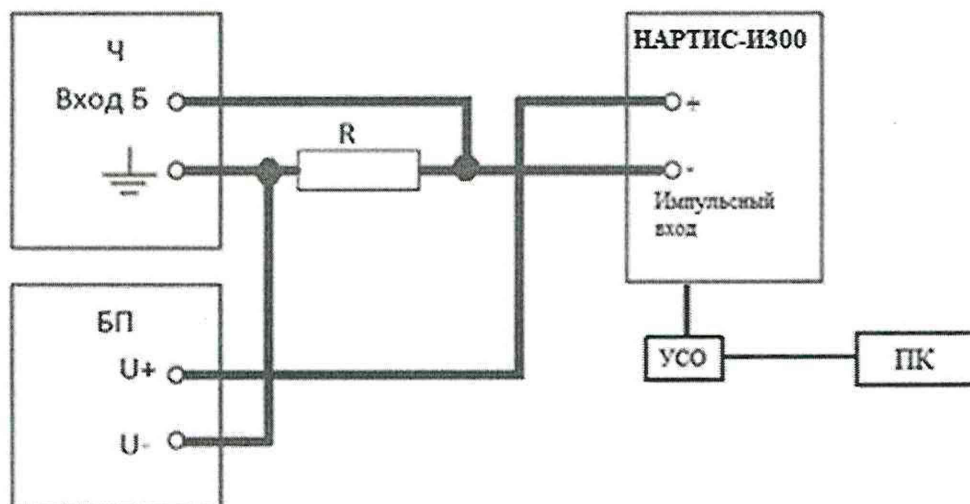 Ч
Вход Б
R
НАРТИС-И300
+
-
Импульсный
вход
БП
U+
U-
УСО
ПК